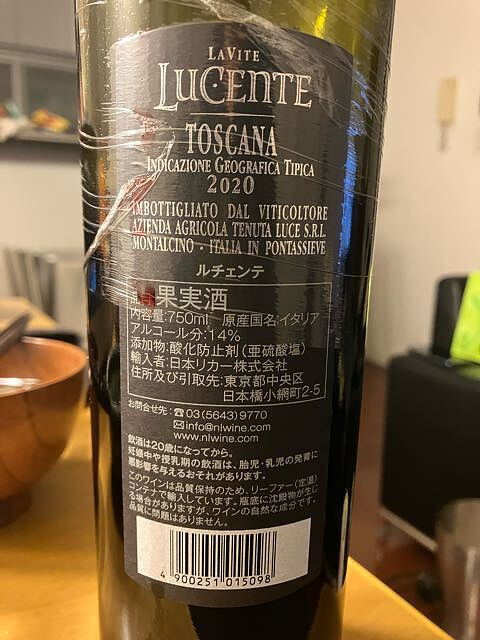 LAVITE
LUCENTE
TOSCANA
INDICAZIONE GEOGRAFICA TIPICA
2020
IMBOTTIGLIATO DAL VITICOLTORE
AZIENDA AGRICOLA TENUTA LUCE S.R.L.
MONTALCINO · ITALIA IN PONTASSIEVE
ルチェンテ
果実酒
内容量:750ml 原産国名:イタリア
アルコール分:14%
添加物:酸化防止剤(亜硫酸塩)
輸入者:日本リカー株式会社
住所及び引取先:東京都中央区
日本橋小網町2-5
お問合せ先:☎03(5643)9770
✉info@nlwine.com
www.nlwine.com
飲酒は20歳になってから。
妊娠中や授乳期の飲酒は、胎児・乳児の発育に
悪影響を与えるおそれがあります。
このワインは品質保持のため、リーファー(定温)
コンテナで輸入しています。瓶底に沈殿物が生じ
る場合がありますが、ワインの自然な成分です。
品質に問題はありません。
4 900251 015098